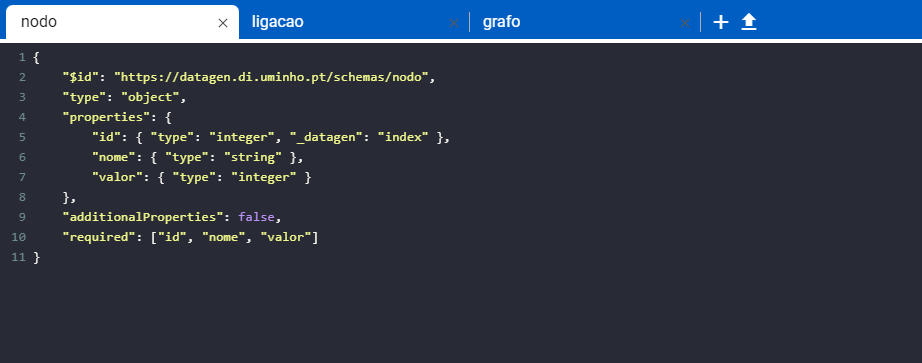 nodo × ligacao × grafo × +
1 {
2     "$id": "https://datagen.di.uminho.pt/schemas/nodo",
3     "type": "object",
4     "properties": {
5         "id": { "type": "integer", "_datagen": "index" },
6         "nome": { "type": "string" },
7         "valor": { "type": "integer" }
8     },
9     "additionalProperties": false,
10     "required": ["id", "nome", "valor"]
11 }